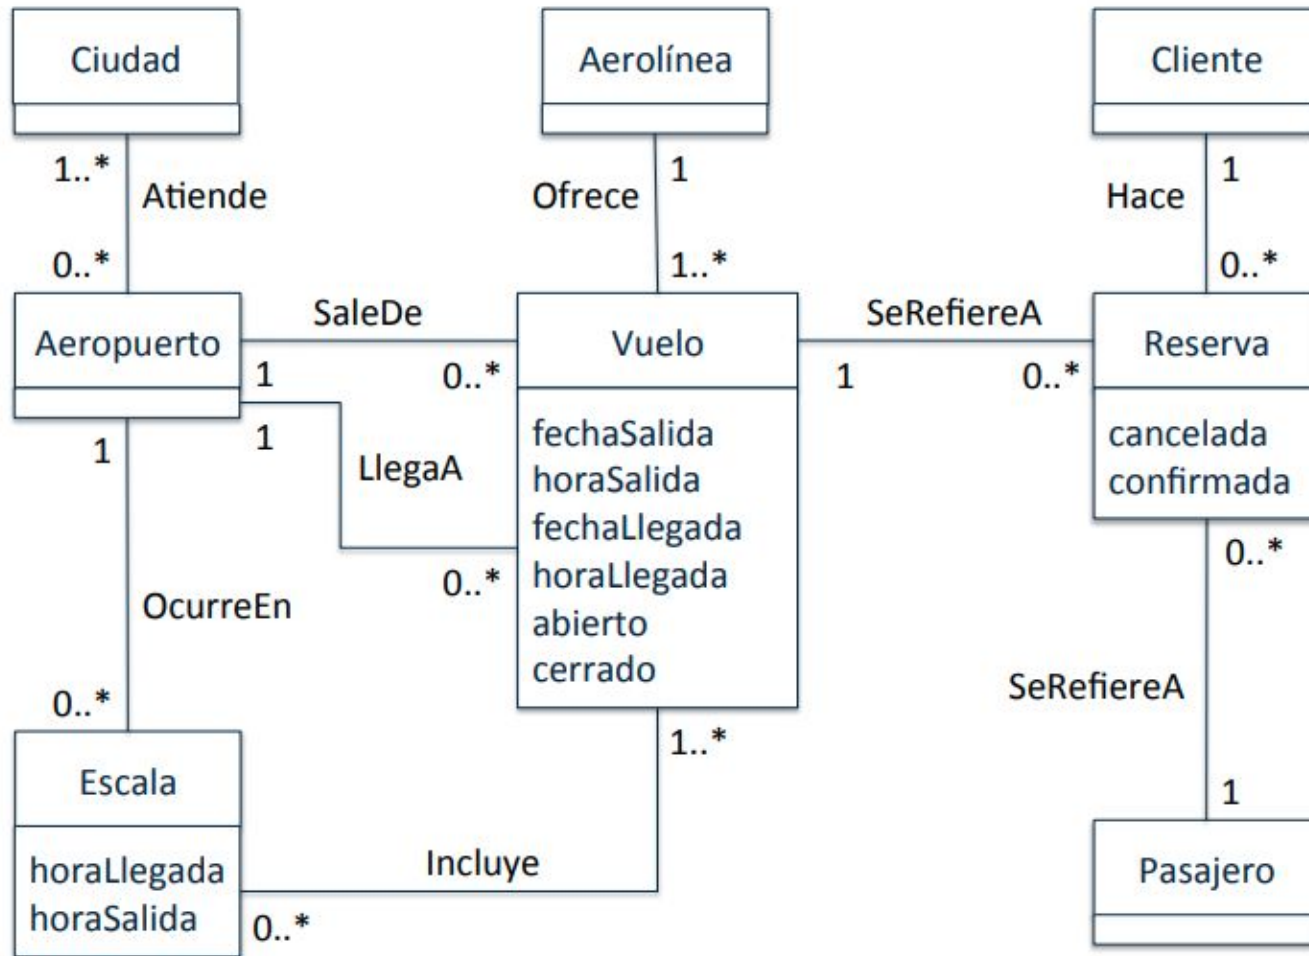 Ciudad
Aerolínea
Cliente
1..*
Atiende
0..*
1
Ofrece
1..*
1
Hace
0..*
Aeropuerto
SaleDe
1
0..*
Vuelo
fechaSalida
horaSalida
fechaLlegada
horaLlegada
abierto
cerrado
SeRefiereA
1
0..*
Reserva
cancelada
confirmada
1
LlegaA
0..*
1
OcurreEn
0..*
0..*
SeRefiereA
1
Escala
horaLlegada
horaSalida
Incluye
0..*
1..*
Pasajero